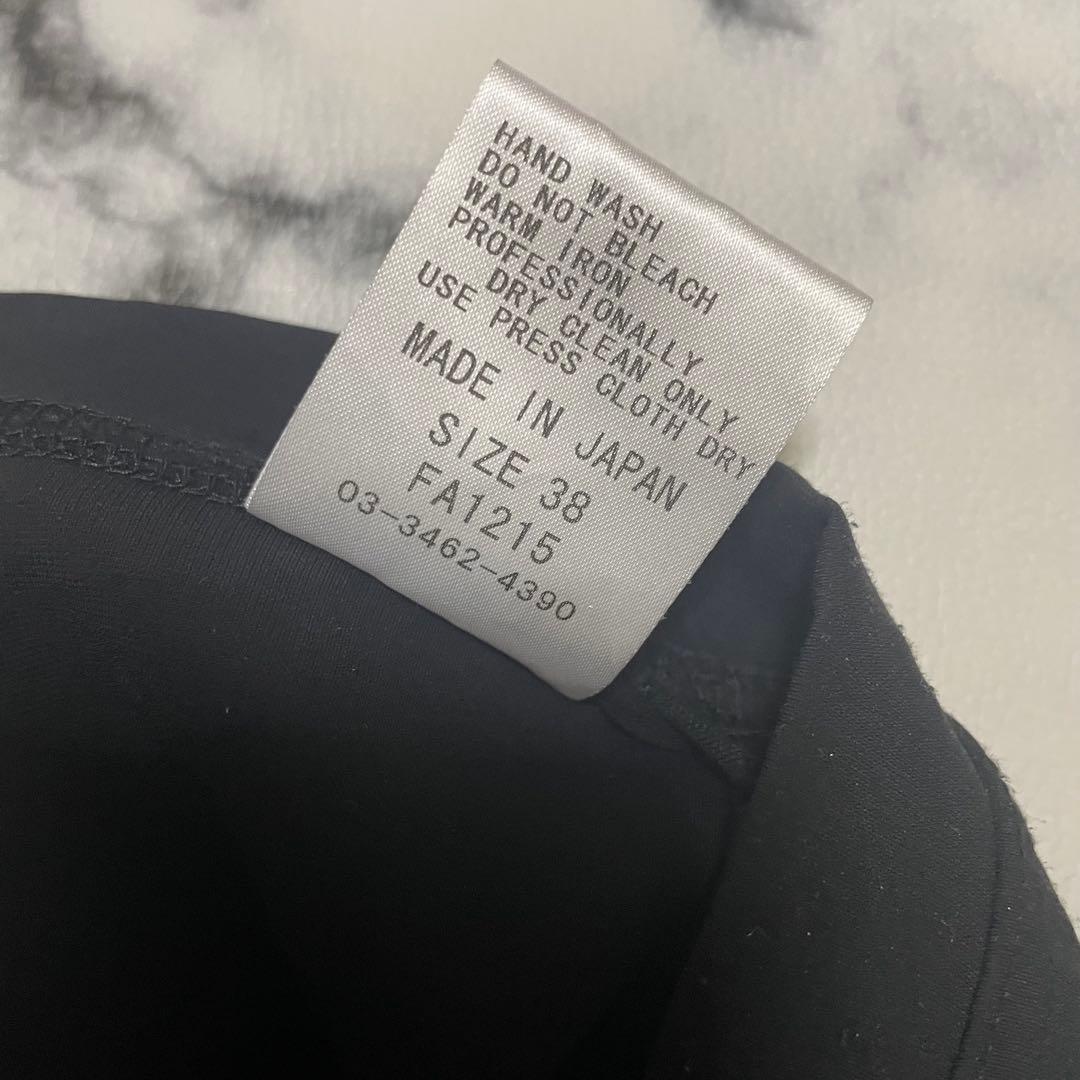 HAND WASH
DO NOT BLEACH
WARM IRON
PROFESSIONALLY
DRY CLEAN ONLY
USE PRESS CLOTH DRY
MADE IN JAPAN
SIZE 38
FA1215
03-3462-4390